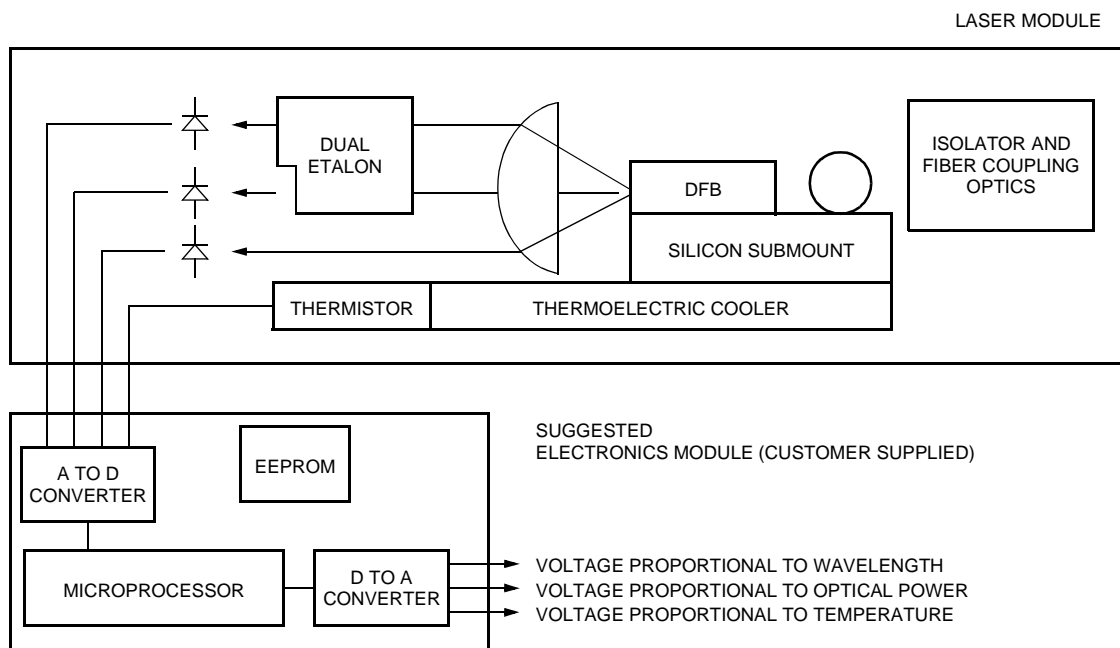 LASER MODULE
DUAL
ETALON
ISOLATOR AND
FIBER COUPLING
OPTICS
DFB
SILICON SUBMOUNT
THERMISTOR
THERMOELECTRIC COOLER
SUGGESTED
ELECTRONICS MODULE (CUSTOMER SUPPLIED)
A TO D
CONVERTER
EEPROM
MICROPROCESSOR
D TO A
CONVERTER
VOLTAGE PROPORTIONAL TO WAVELENGTH
VOLTAGE PROPORTIONAL TO OPTICAL POWER
VOLTAGE PROPORTIONAL TO TEMPERATURE